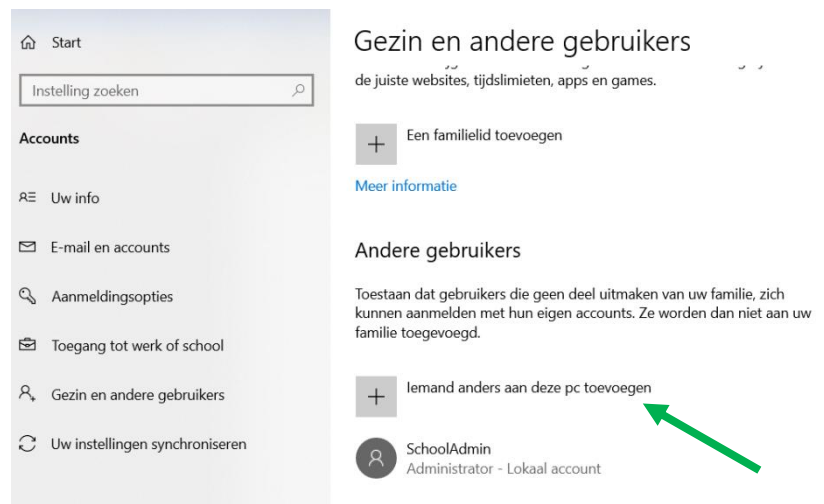 Start
Instelling zoeken
Accounts
Uw info
E-mail en accounts
Aanmeldingsopties
Toegang tot werk of school
Gezin en andere gebruikers
Uw instellingen synchroniseren
Gezin en andere gebruikers
de juiste websites, tijdslimieten, apps en games.
Een familielid toevoegen
Meer informatie
Andere gebruikers
Toestaan dat gebruikers die geen deel uitmaken van uw familie, zich
kunnen aanmelden met hun eigen accounts. Ze worden dan niet aan uw
familie toegevoegd.
Iemand anders aan deze pc toevoegen
SchoolAdmin
Administrator - Lokaal account